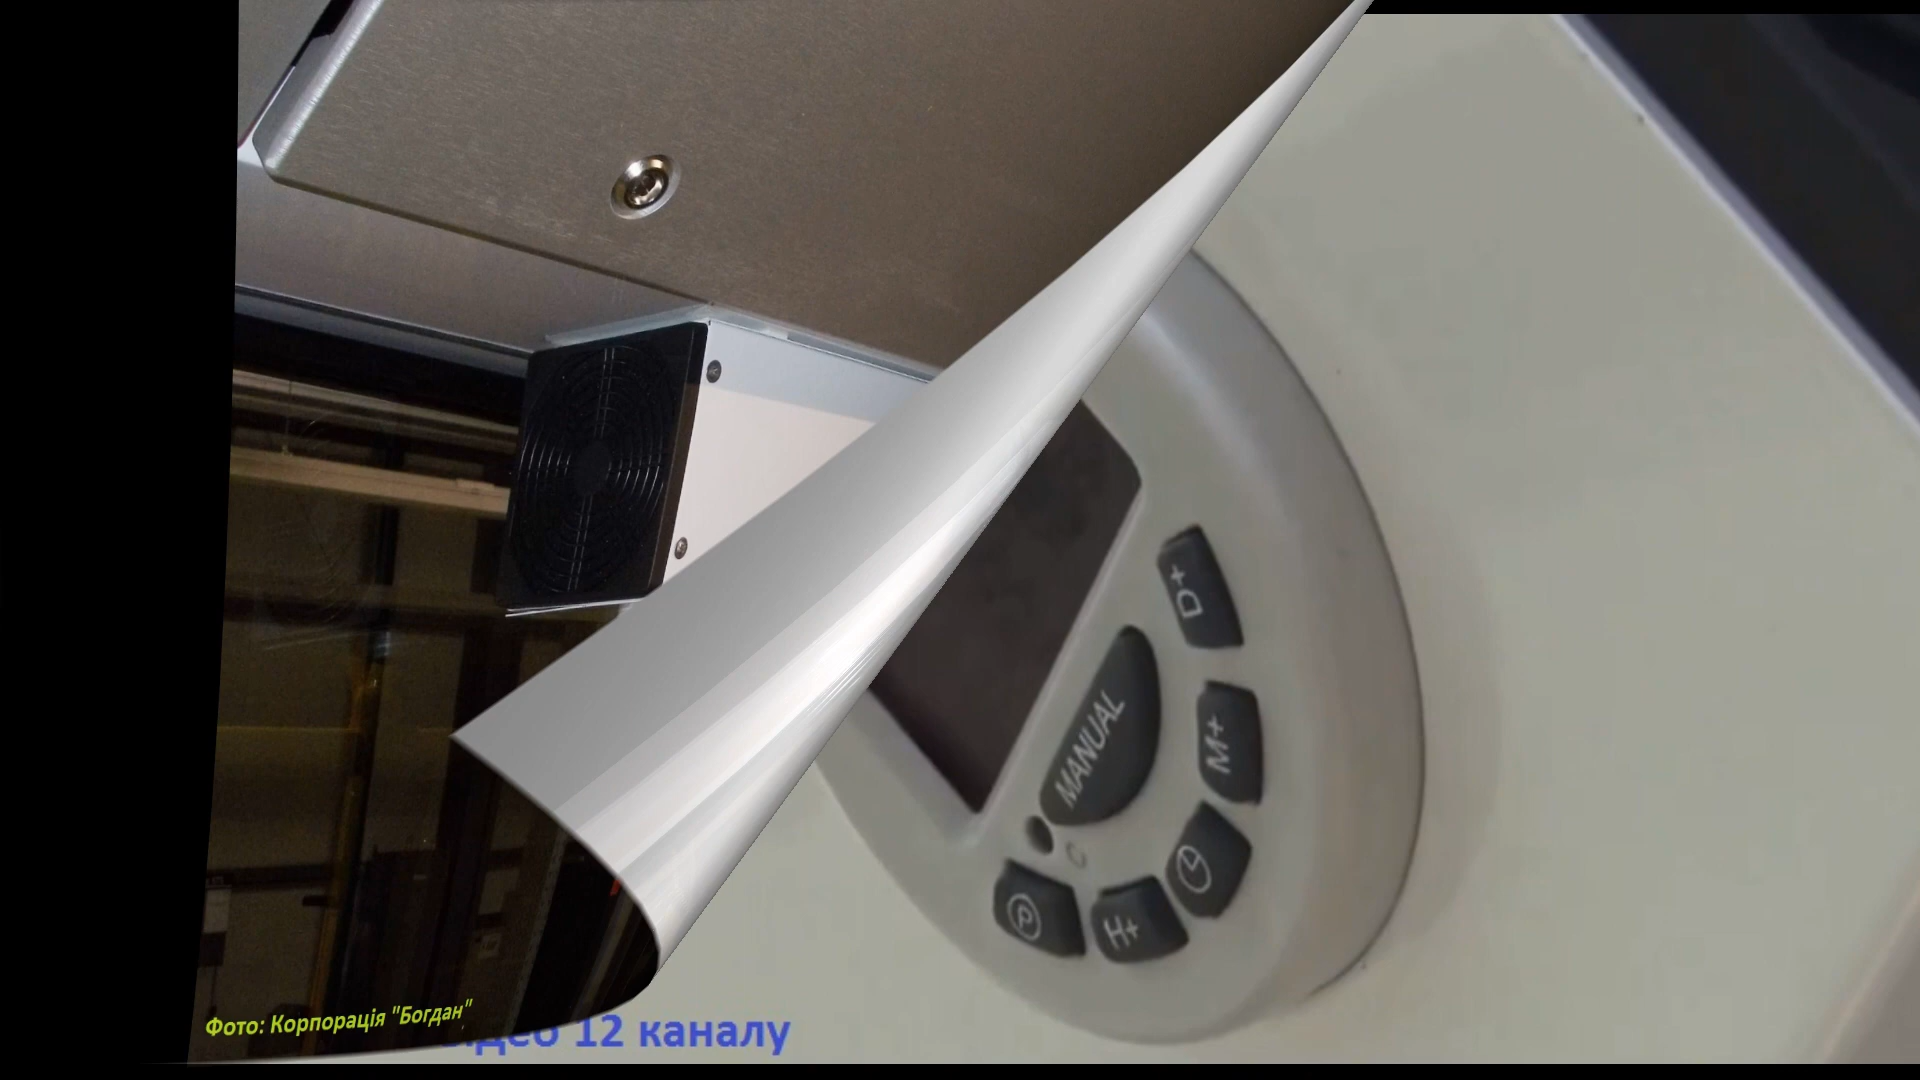 D+
MANUAL
M+
C
P
H+
Фото: Корпорація "Богдан"
12 каналу